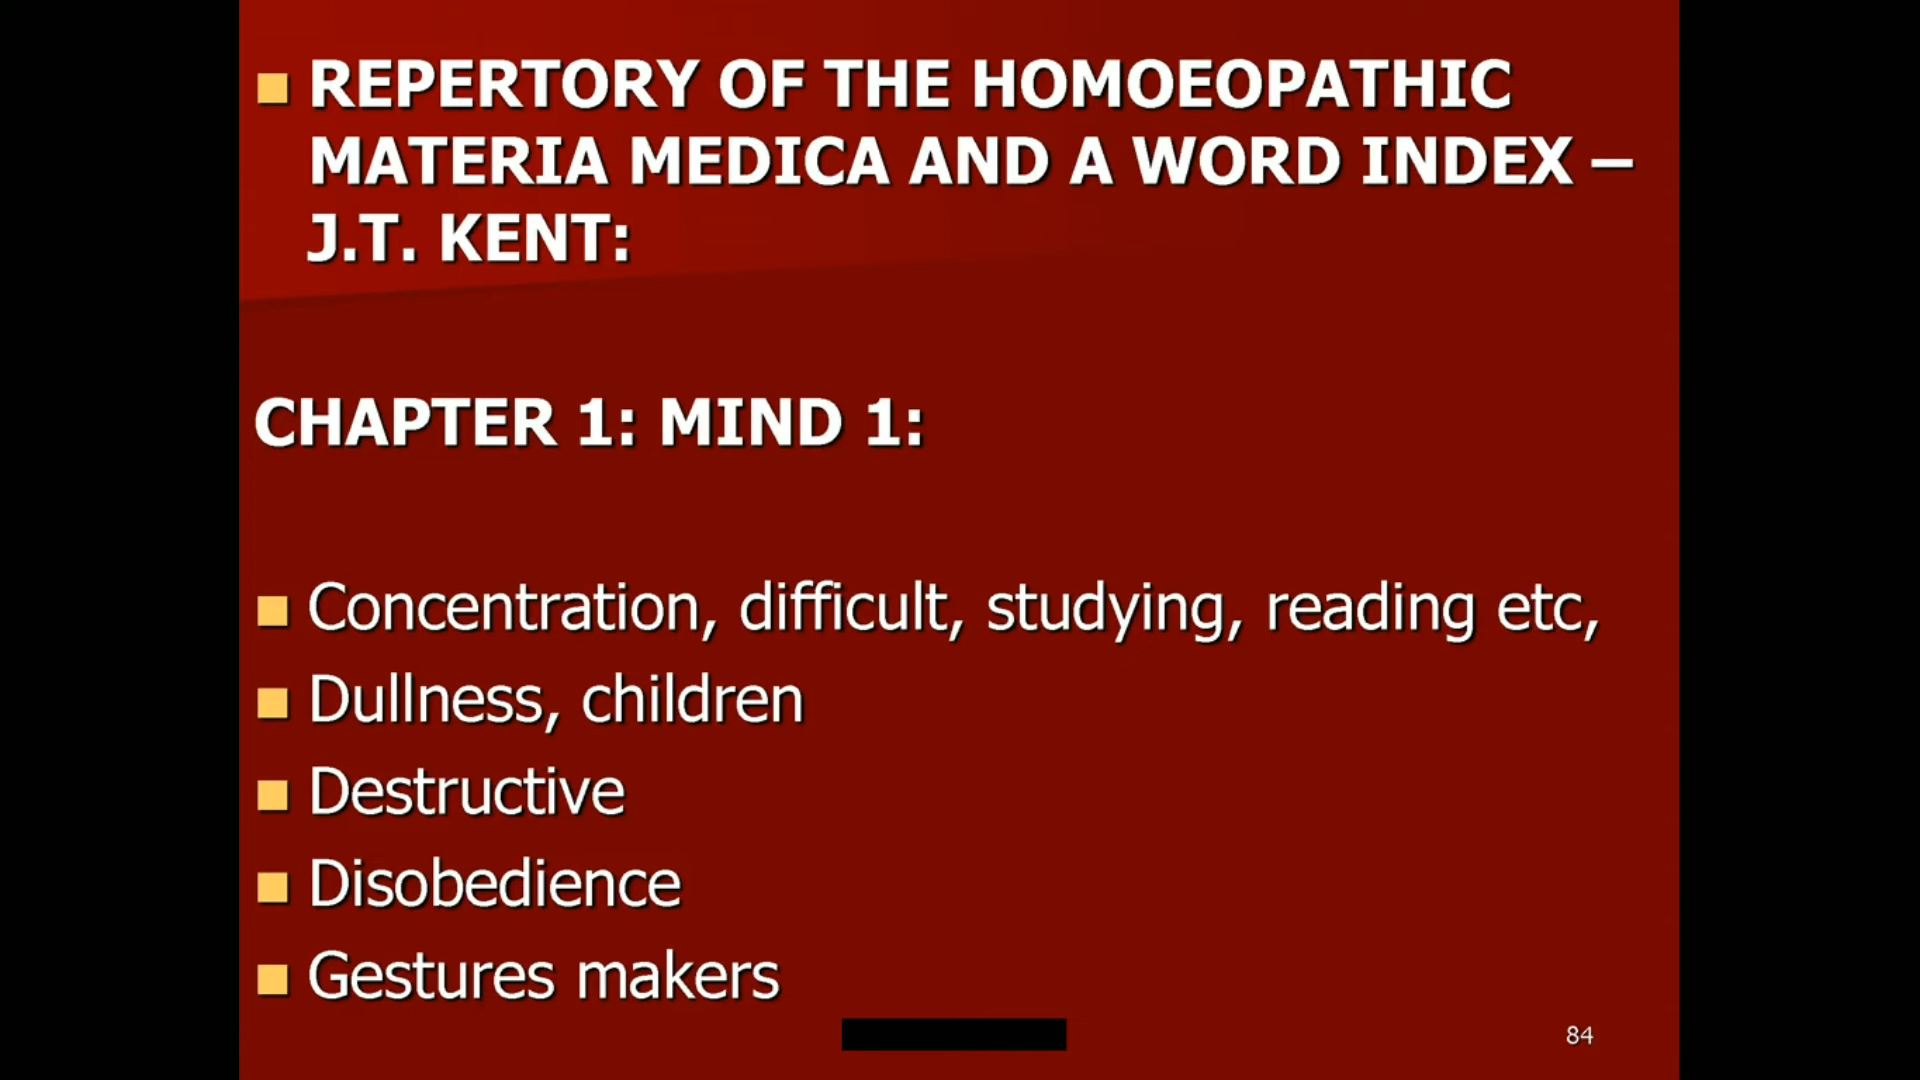 REPERTORY OF THE HOMOEOPATHIC
MATERIA MEDICA AND A WORD INDEX –
J.T. KENT:
CHAPTER 1: MIND 1:
Concentration, difficult, studying, reading etc,
Dullness, children
Destructive
Disobedience
Gestures makers
84